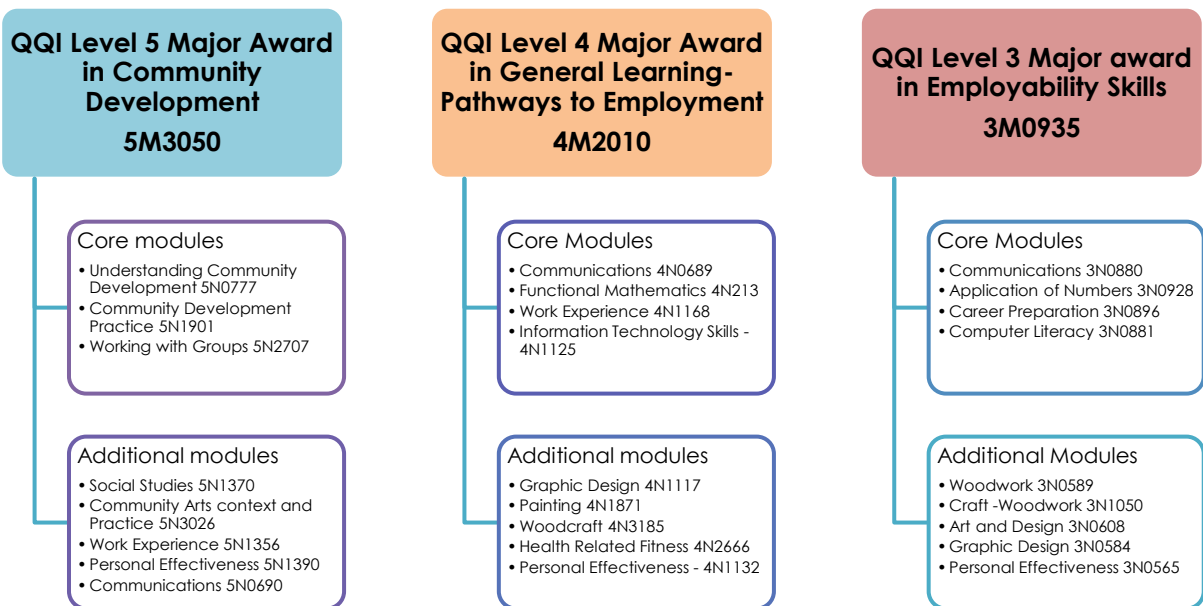 QQI Level 5 Major Award
in Community
Development
5M3050
Core modules
• Understanding Community
Development 5N0777
• Community Development
Practice 5N1901
• Working with Groups 5N2707
Additional modules
• Social Studies 5N1370
• Community Arts context and
Practice 5N3026
• Work Experience 5N1356
• Personal Effectiveness 5N1390
• Communications 5N0690
QQI Level 4 Major Award
in General Learning-
Pathways to Employment
4M2010
Core Modules
• Communications 4N0689
• Functional Mathematics 4N213
• Work Experience 4N1168
• Information Technology Skills -
4N1125
Additional modules
• Graphic Design 4N1117
• Painting 4N1871
• Woodcraft 4N3185
• Health Related Fitness 4N2666
• Personal Effectiveness - 4N1132
QQI Level 3 Major award
in Employability Skills
3M0935
Core Modules
• Communications 3N0880
• Application of Numbers 3N0928
• Career Preparation 3N0896
• Computer Literacy 3N0881
Additional Modules
• Woodwork 3N0589
• Craft -Woodwork 3N1050
• Art and Design 3N0608
• Graphic Design 3N0584
• Personal Effectiveness 3N0565